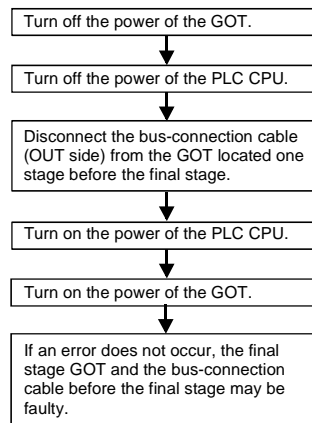 Turn off the power of the GOT.
Turn off the power of the PLC CPU.
Disconnect the bus-connection cable
(OUT side) from the GOT located one
stage before the final stage.
Turn on the power of the PLC CPU.
Turn on the power of the GOT.
If an error does not occur, the final
stage GOT and the bus-connection
cable before the final stage may be
faulty.